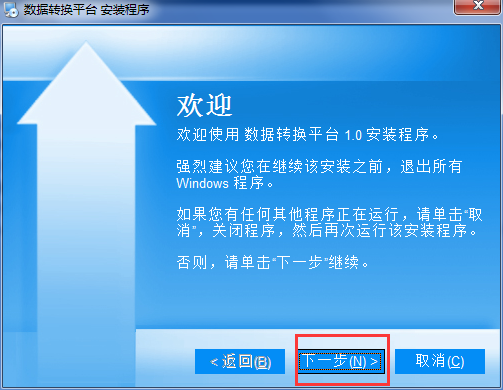 数据转换平台 安装程序
欢迎
欢迎使用 数据转换平台 1.0 安装程序。
强烈建议您在继续该安装之前，退出所有
Windows 程序。
如果您有任何其他程序正在运行，请单击“取
消”，关闭程序，然后再次运行该安装程序。
否则，请单击“下一步”继续。
< 返回(B) 下一步(N) > 取消(C)